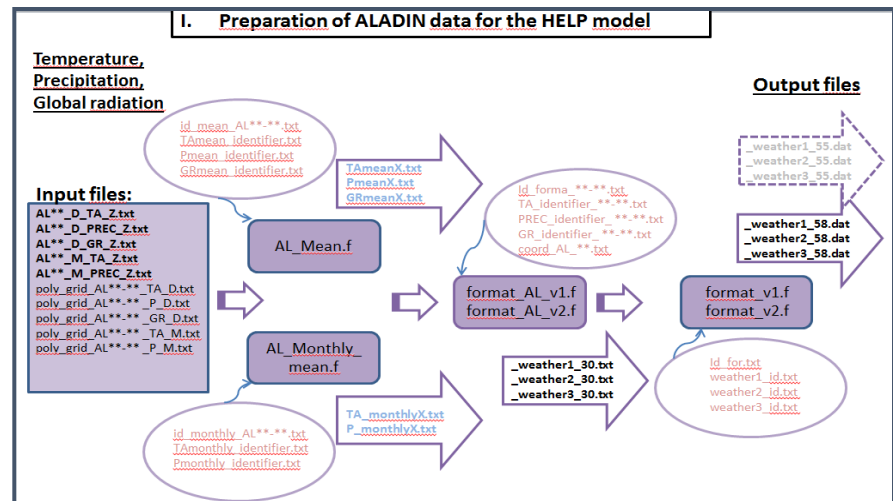 I. Preparation of ALADIN data for the HELP model
Temperature,
Precipitation,
Global radiation
Output files
id_mean_AL**-**.txt
TAmean_identifier.txt
Pmean_identifier.txt
GRmean_identifier.txt
TAmeanX.txt
PmeanX.txt
GRmeanX.txt
_weather1_55.dat
_weather2_55.dat
_weather3_55.dat
Input files:
AL**_D_TA_Z.txt
AL**_D_PREC_Z.txt
AL**_D_GR_Z.txt
AL**_M_TA_Z.txt
AL**_M_PREC_Z.txt
poly_grid_AL**-**_TA_D.txt
poly_grid_AL**-** _P_D.txt
poly_grid_AL**-** _GR_D.txt
poly_grid_AL**-** _TA_M.txt
poly_grid_AL**-** _P_M.txt
AL_Mean.f
Id_forma_**-**.txt
TA_identifier_**-**.txt
PREC_identifier_**-**.txt
GR_identifier_**-**.txt
coord_AL_**.txt
_weather1_58.dat
_weather2_58.dat
_weather3_58.dat
format_AL_v1.f
format_AL_v2.f
format_v1.f
format_v2.f
AL_Monthly_
mean.f
_weather1_30.txt
_weather2_30.txt
_weather3_30.txt
Id_for.txt
weather1_id.txt
weather2_id.txt
weather3_id.txt
TA_monthlyX.txt
P_monthlyX.txt
id_monthly_AL**-**.txt
TAmonthly_identifier.txt
Pmonthly_identifier.txt